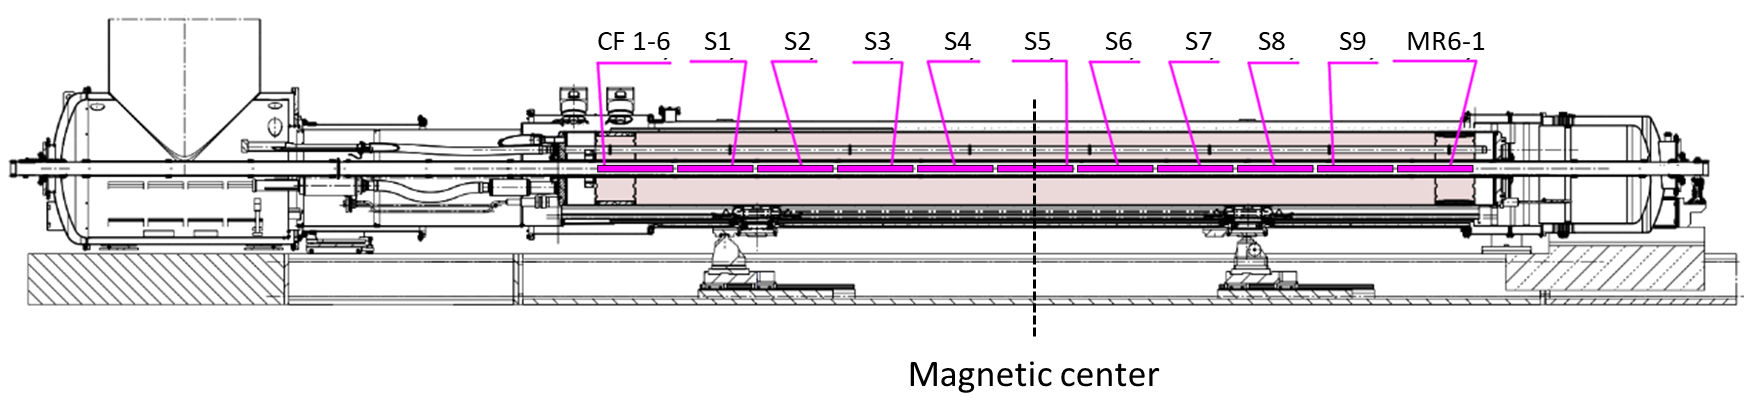 CF 1-6 S1 S2 S3 S4 S5 S6 S7 S8 S9 MR6-1
Magnetic center